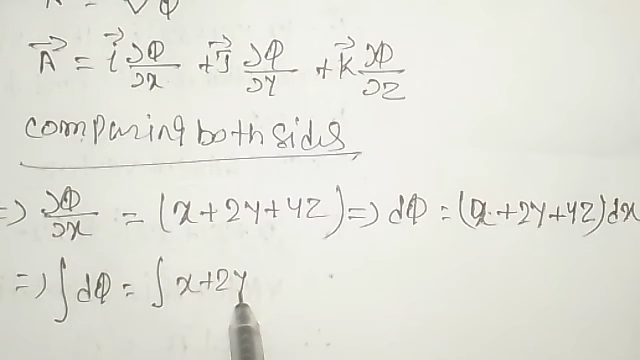 ∇Φ
A⃗ = i⃗ ∂Φ/∂x + J⃗ ∂Φ/∂y + K⃗ ∂Φ/∂z
comparing both sides
=> ∂Φ/∂x = (x+2y+4z) => dΦ = (x+2y+4z) dx
=> ∫ dΦ = ∫ x+2y